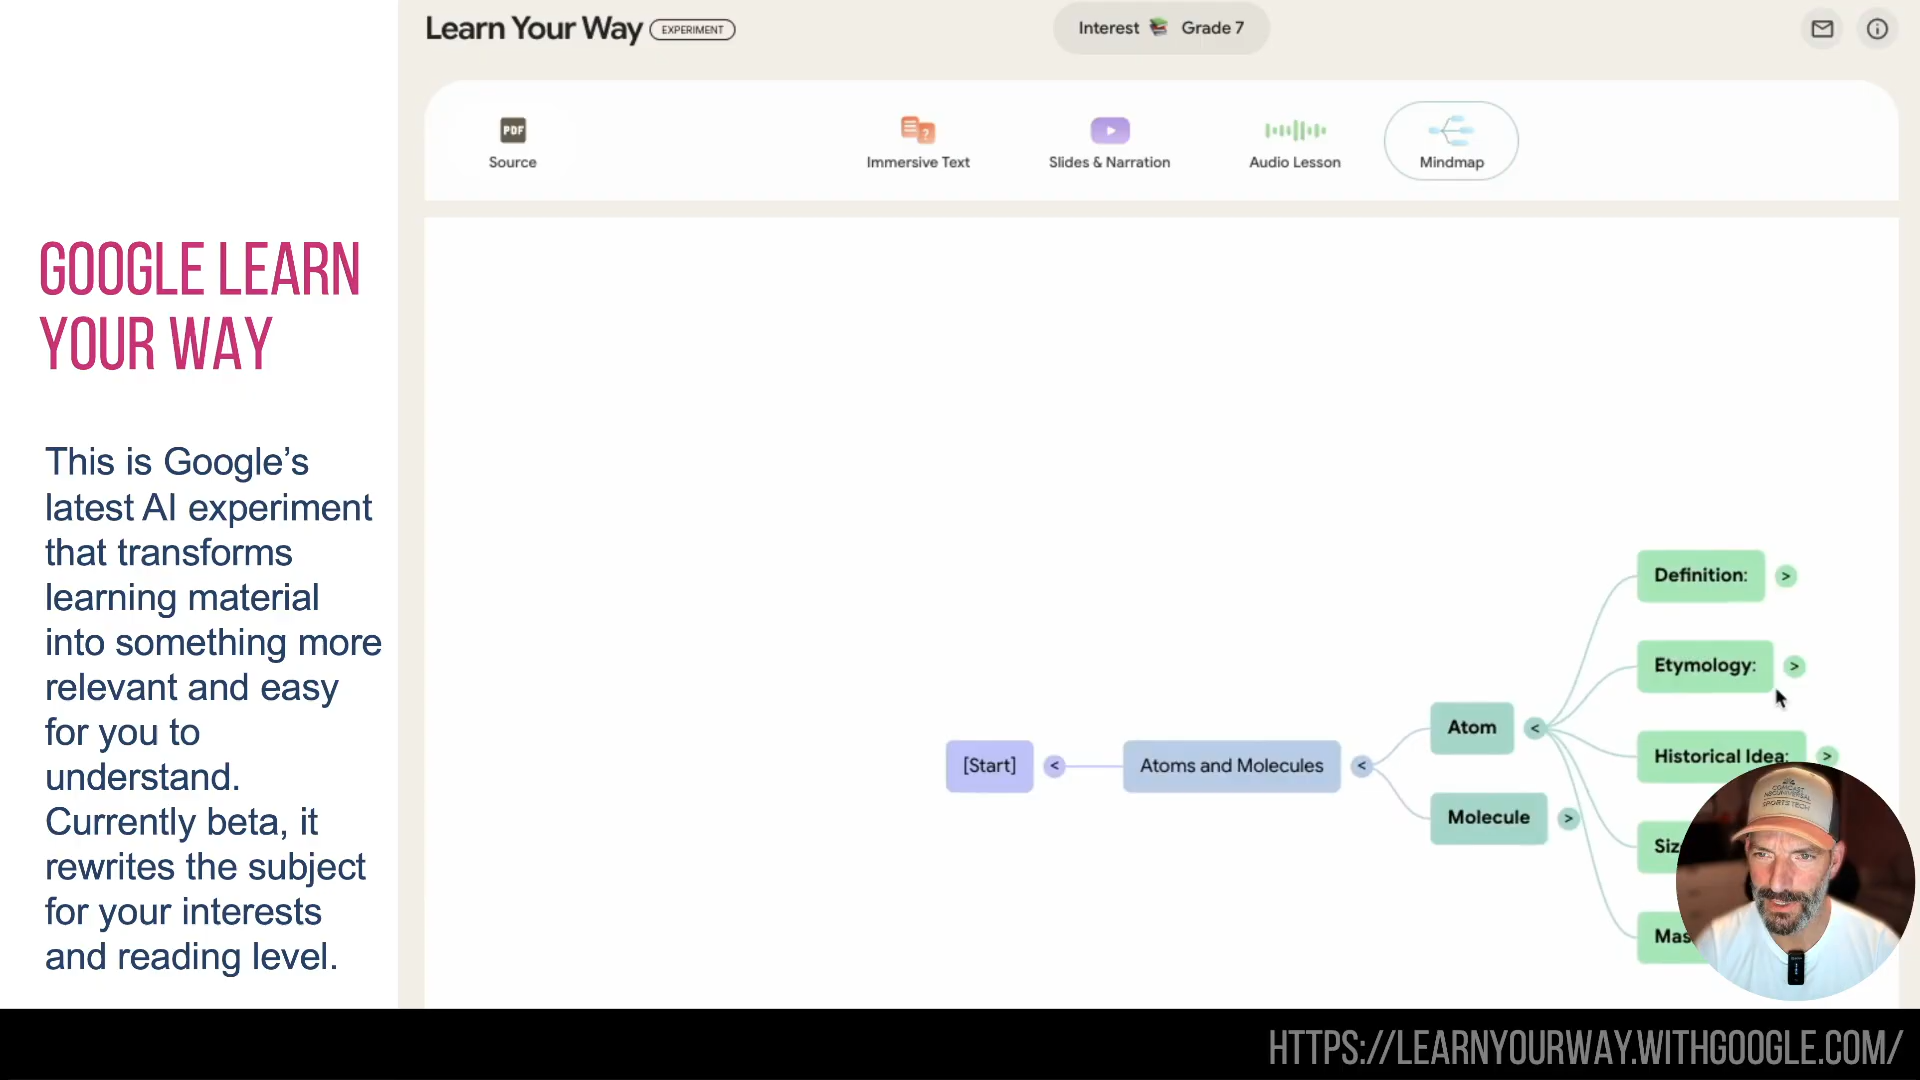 Learn Your Way EXPERIMENT
Interest Grade 7
PDF
Source
Immersive Text
Slides & Narration
Audio Lesson
Mindmap
GOOGLE LEARN
YOUR WAY
This is Google’s
latest AI experiment
that transforms
learning material
into something more
relevant and easy
for you to
understand.
Currently beta, it
rewrites the subject
for your interests
and reading level.
[Start] <
Atoms and Molecules <
Atom <
Molecule >
Definition: >
Etymology: >
Historical Idea: >
HTTPS://LEARNYOURWAY.WITHGOOGLE.COM/